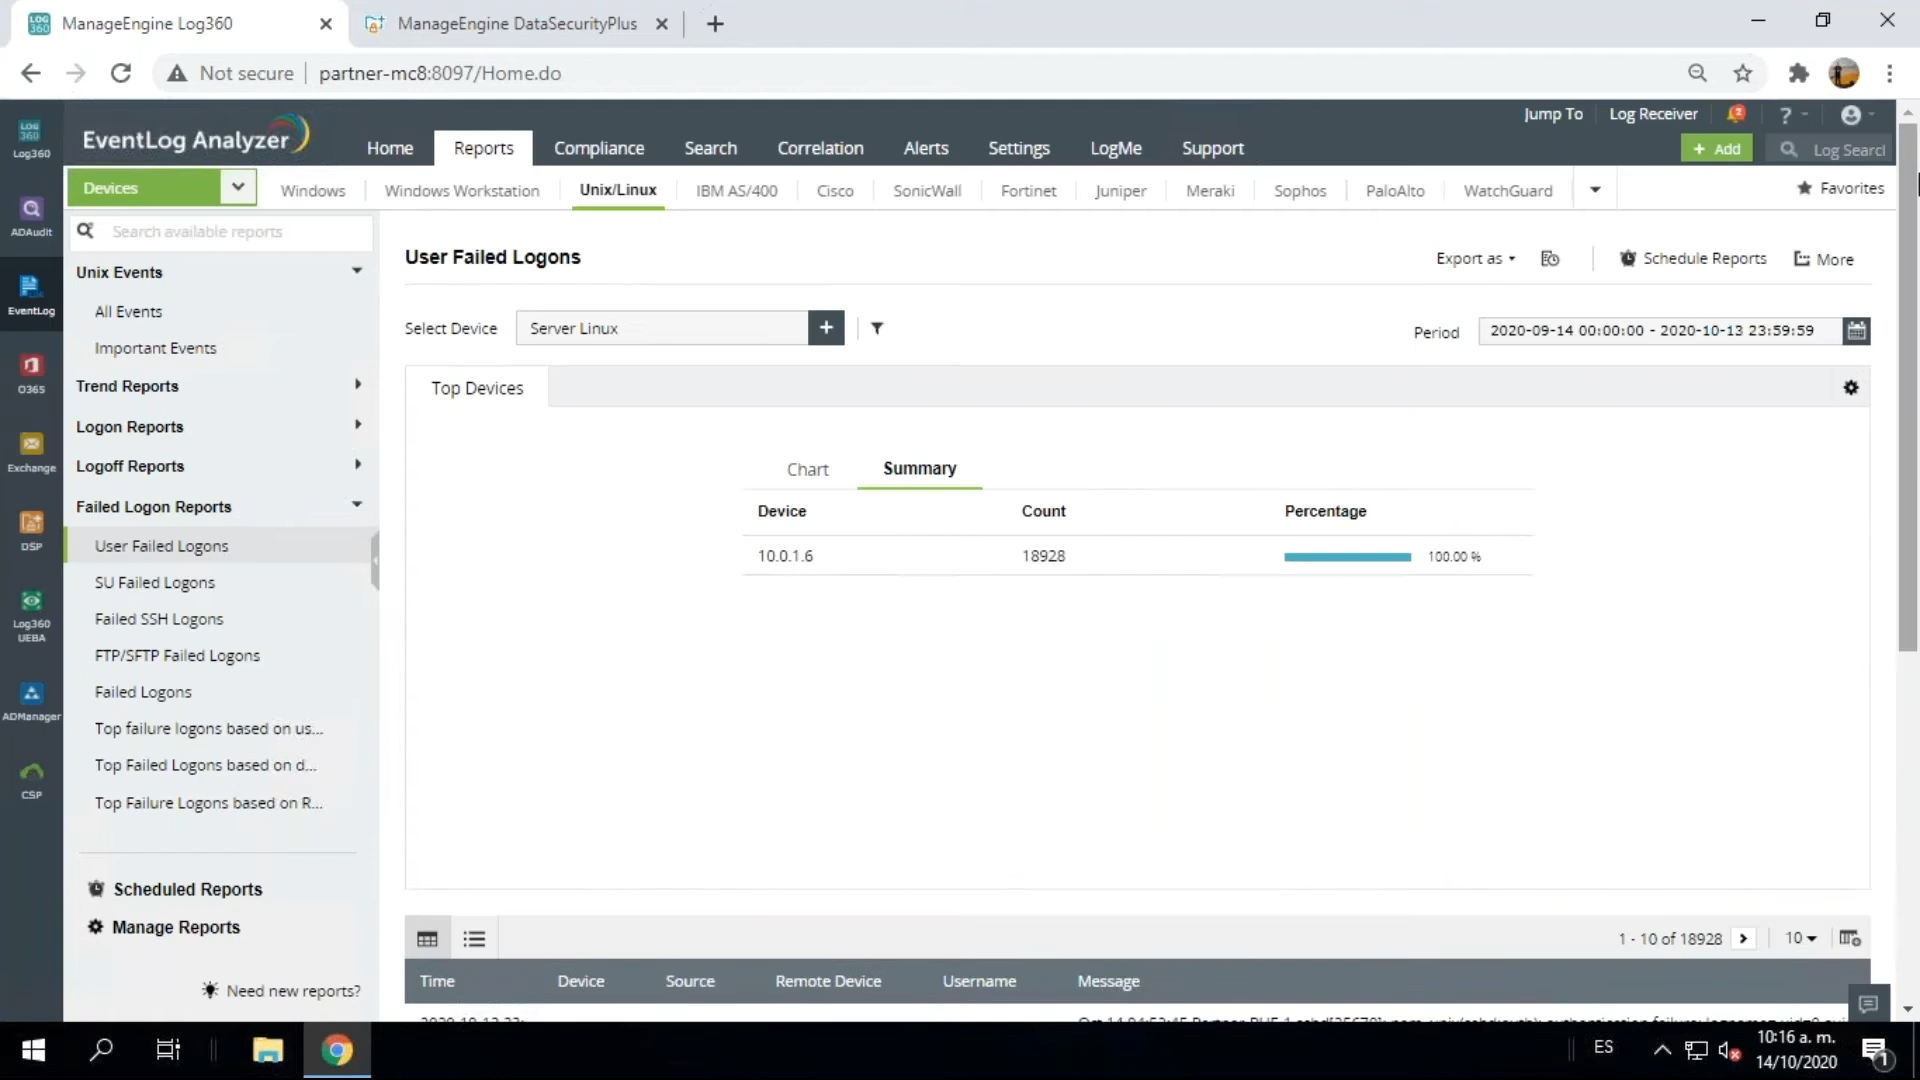 ManageEngine Log360
ManageEngine DataSecurityPlus
Not secure
partner-mc8:8097/Home.do
LOG 360
Log360
EventLog Analyzer
Home
Reports
Compliance
Search
Correlation
Alerts
Settings
LogMe
Support
Jump To
Log Receiver
2
?
+ Add
Log Searcl
Devices
Windows
Windows Workstation
Unix/Linux
IBM AS/400
Cisco
SonicWall
Fortinet
Juniper
Meraki
Sophos
PaloAlto
WatchGuard
Favorites
ADAudit
EventLog
O365
Exchange
DSP
Log360
UEBA
ADManager
CSP
Search available reports
Unix Events
All Events
Important Events
Trend Reports
Logon Reports
Logoff Reports
Failed Logon Reports
User Failed Logons
SU Failed Logons
Failed SSH Logons
FTP/SFTP Failed Logons
Failed Logons
Top failure logons based on us...
Top Failed Logons based on d...
Top Failure Logons based on R...
Scheduled Reports
Manage Reports
Need new reports?
User Failed Logons
Export as
Schedule Reports
More
Select Device
Server Linux
+
Period
2020-09-14 00:00:00 - 2020-10-13 23:59:59
Top Devices
Chart
Summary
Device
Count
Percentage
10.0.1.6
18928
100.00 %
1 - 10 of 18928
10
Time
Device
Source
Remote Device
Username
Message
ES
10:16 a. m.
14/10/2020
1